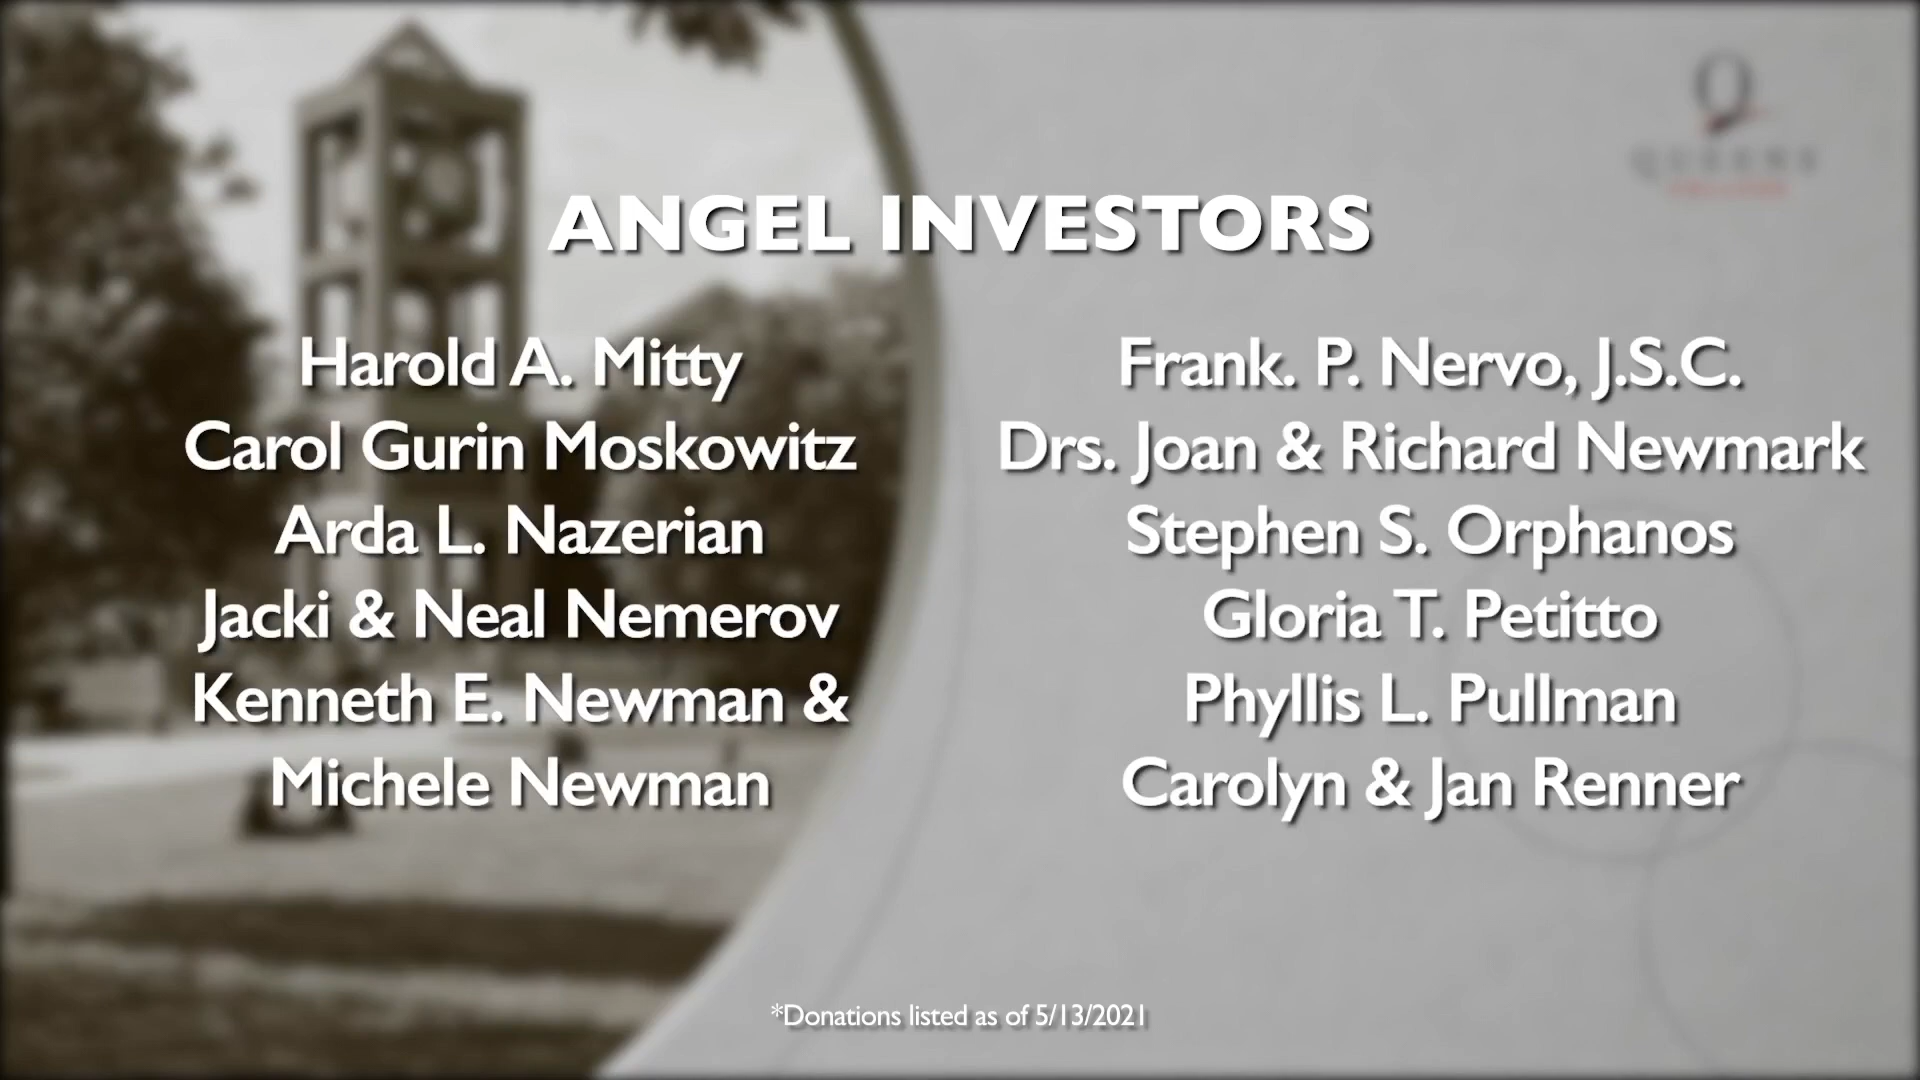 Q
QUEENS
COLLEGE
ANGEL INVESTORS
Harold A. Mitty
Carol Gurin Moskowitz
Arda L. Nazerian
Jacki & Neal Nemerov
Kenneth E. Newman &
Michele Newman
Frank. P. Nervo, J.S.C.
Drs. Joan & Richard Newmark
Stephen S. Orphanos
Gloria T. Petitto
Phyllis L. Pullman
Carolyn & Jan Renner
*Donations listed as of 5/13/2021